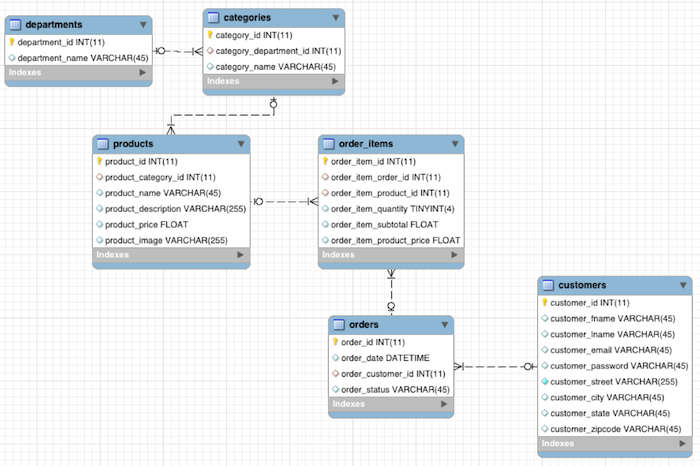 departments
department_id INT(11)
department_name VARCHAR(45)
Indexes
categories
category_id INT(11)
category_department_id INT(11)
category_name VARCHAR(45)
Indexes
products
product_id INT(11)
product_category_id INT(11)
product_name VARCHAR(45)
product_description VARCHAR(255)
product_price FLOAT
product_image VARCHAR(255)
Indexes
order_items
order_item_id INT(11)
order_item_order_id INT(11)
order_item_product_id INT(11)
order_item_quantity TINYINT(4)
order_item_subtotal FLOAT
order_item_product_price FLOAT
Indexes
orders
order_id INT(11)
order_date DATETIME
order_customer_id INT(11)
order_status VARCHAR(45)
Indexes
customers
customer_id INT(11)
customer_fname VARCHAR(45)
customer_lname VARCHAR(45)
customer_email VARCHAR(45)
customer_password VARCHAR(45)
customer_street VARCHAR(255)
customer_city VARCHAR(45)
customer_state VARCHAR(45)
customer_zipcode VARCHAR(45)
Indexes